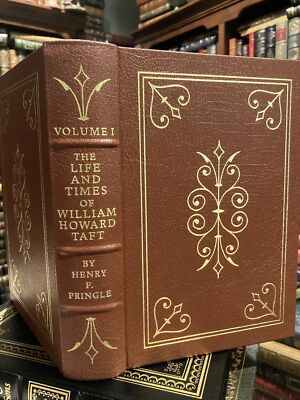 VOLUME I
THE
LIFE
AND
TIMES
OF
WILLIAM
HOWARD
TAFT
BY
HENRY
F.
PRINGLE